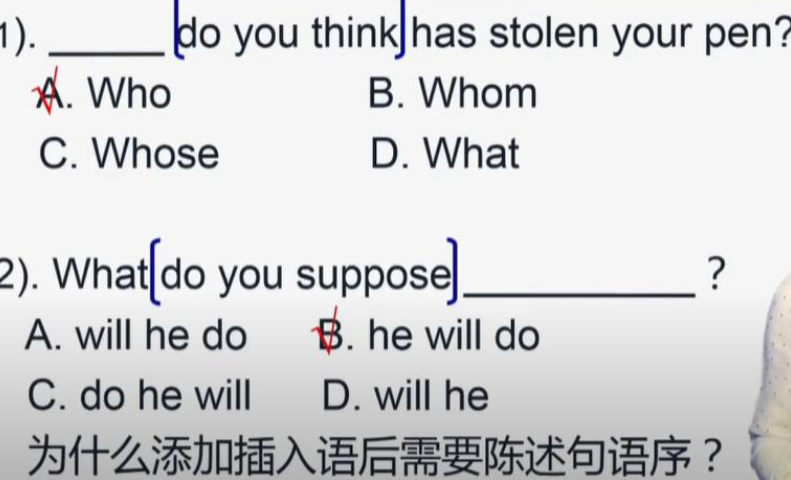 1). ______ [do you think] has stolen your pen?
A. Who B. Whom
C. Whose D. What
2). What [do you suppose] ____________ ?
A. will he do B. he will do
C. do he will D. will he
为什么添加插入语后需要陈述句语序？